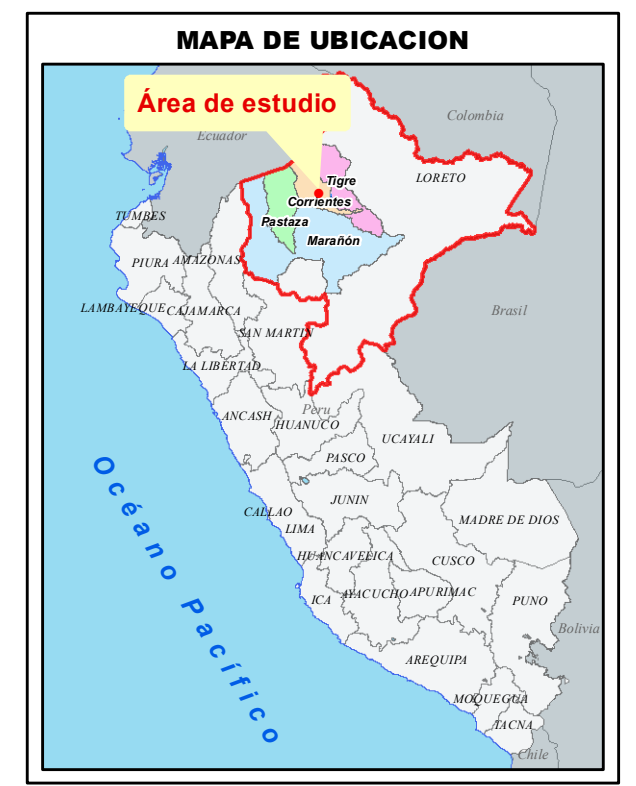 MAPA DE UBICACION
Área de estudio
Colombia
Ecuador
Tigre
LORETO
Corrientes
TUMBES
Pastaza
Marañón
PIURA
AMAZONAS
LAMBAYEQUE
CAJAMARCA
Brasil
SAN MARTIN
LA LIBERTAD
Peru
ANCASH
HUANUCO
UCAYALI
PASCO
Océano Pacífico
JUNIN
CALLAO
MADRE DE DIOS
LIMA
HUANCAVELICA
CUSCO
ICA
AYACUCHO
APURIMAC
PUNO
Bolivia
AREQUIPA
MOQUEGUA
TACNA
Chile